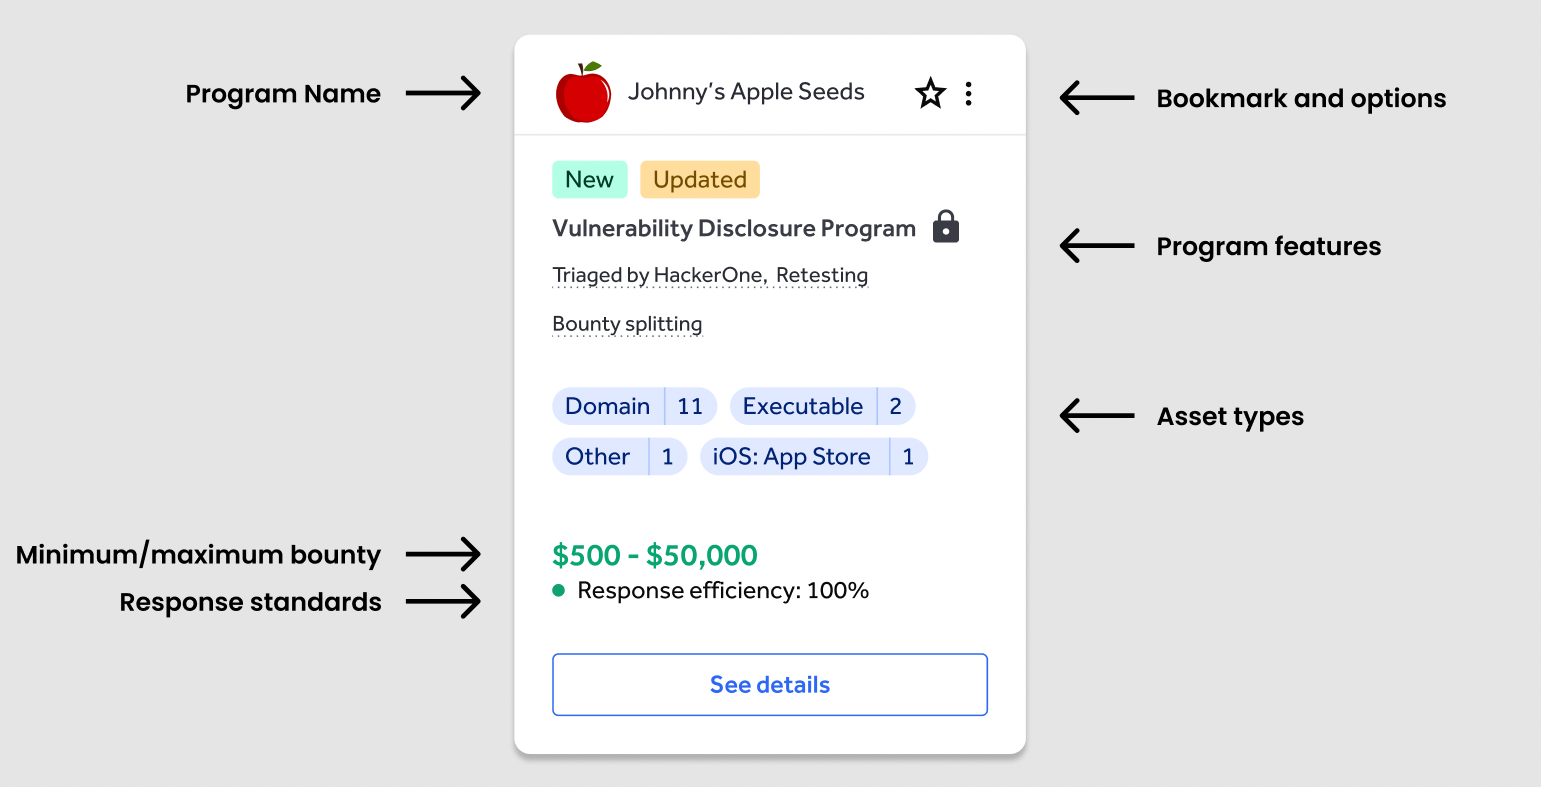 Program Name
Johnny’s Apple Seeds
Bookmark and options
New
Updated
Vulnerability Disclosure Program
Program features
Triaged by HackerOne, Retesting
Bounty splitting
Domain 11
Executable 2
Asset types
Other 1
iOS: App Store 1
Minimum/maximum bounty
$500 - $50,000
Response standards
Response efficiency: 100%
See details